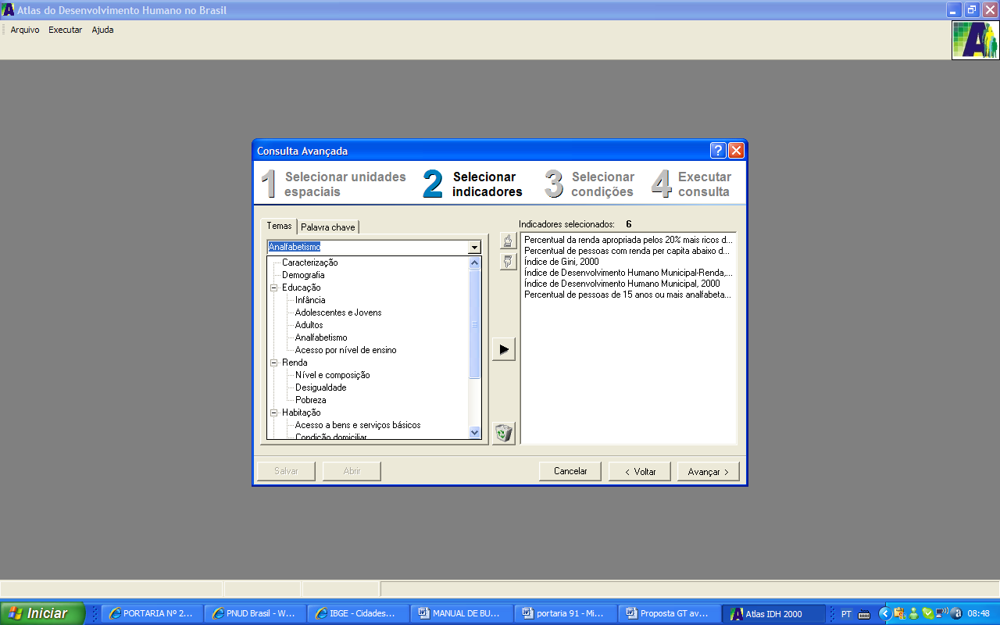 Atlas do Desenvolvimento Humano no Brasil
Arquivo Executar Ajuda
Consulta Avançada
1 Selecionar unidades espaciais
2 Selecionar indicadores
3 Selecionar condições
4 Executar consulta
Temas Palavra chave
Analfabetismo
Caracterização
Demografia
Educação
Infância
Adolescentes e Jovens
Adultos
Analfabetismo
Acesso por nível de ensino
Renda
Nível e composição
Desigualdade
Pobreza
Habitação
Acesso a bens e serviços básicos
Condição domiciliar
Indicadores selecionados: 6
Percentual da renda apropriada pelos 20% mais ricos d...
Percentual de pessoas com renda per capita abaixo d...
Índice de Gini, 2000
Índice de Desenvolvimento Humano Municipal-Renda,...
Índice de Desenvolvimento Humano Municipal, 2000
Percentual de pessoas de 15 anos ou mais analfabeta...
Salvar Abrir Cancelar < Voltar Avançar >
Iniciar PORTARIA Nº 2... PNUD Brasil - W... IBGE - Cidades... MANUAL DE BU... portaria 91 - Mi... Proposta GT av... Atlas IDH 2000 PT 08:48